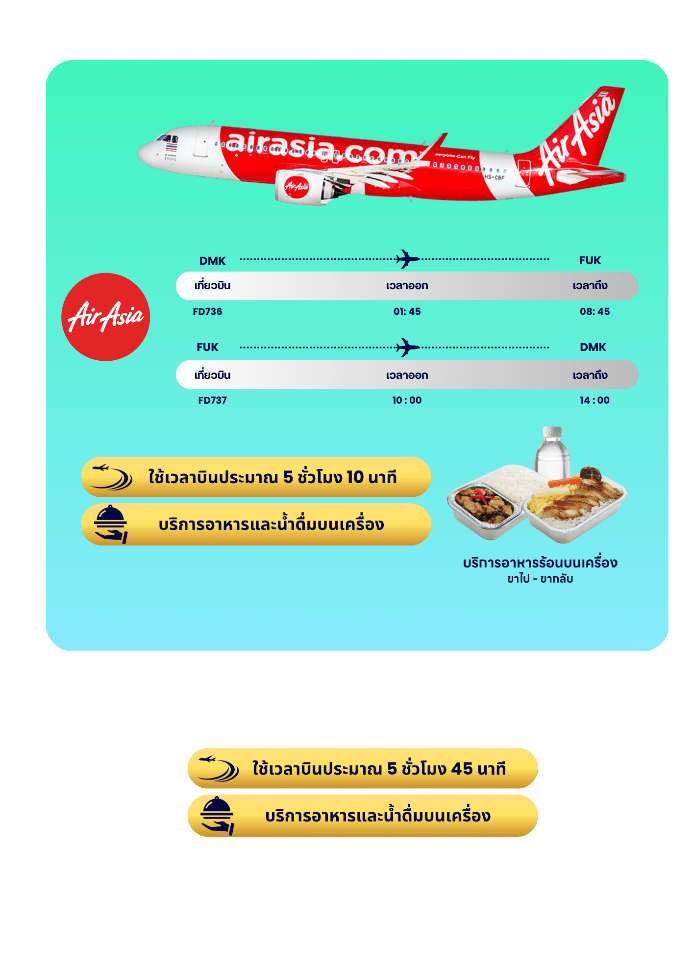 airasia.com
everyone Can Fly
HS-CBF
AirAsia
AirAsia
DMK
FUK
เที่ยวบิน เวลาออก เวลาถึง
FD736 01:45 08:45
AirAsia
FUK
DMK
เที่ยวบิน เวลาออก เวลาถึง
FD737 10:00 14:00
ใช้เวลาบินประมาณ 5 ชั่วโมง 10 นาที
บริการอาหารและน้ำดื่มบนเครื่อง
บริการอาหารร้อนบนเครื่อง
ขาไป - ขากลับ
ใช้เวลาบินประมาณ 5 ชั่วโมง 45 นาที
บริการอาหารและน้ำดื่มบนเครื่อง